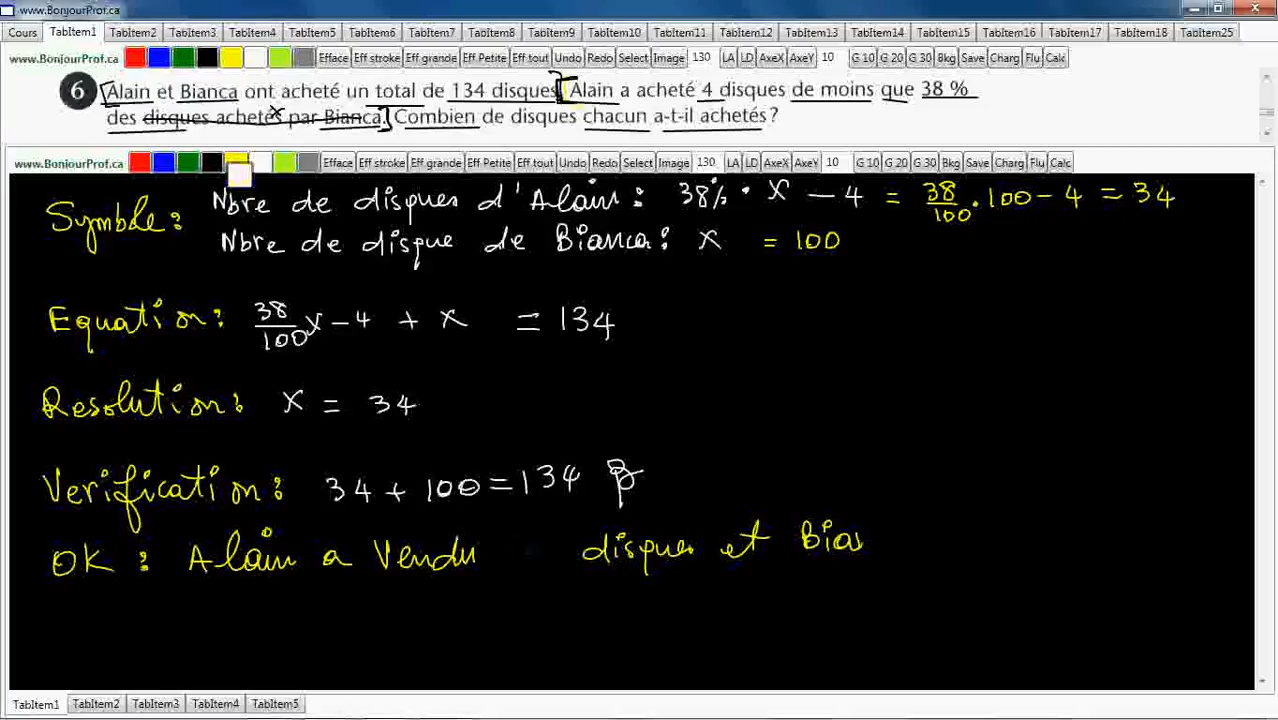 www.BonjourProf.ca
Cours TabItem1 TabItem2 TabItem3 TabItem4 TabItem5 TabItem6 TabItem7 TabItem8 TabItem9 TabItem10 TabItem11 TabItem12 TabItem13 TabItem14 TabItem15 TabItem16 TabItem17 TabItem18 TabItem25
www.BonjourProf.ca Efface Eff stroke Eff grande Eff Petite Eff tout Undo Redo Select Image 130 LA LD AxeX AxeY 10 G 10 G 20 G Bkg Save Charg Flu Calc
6 Alain et Bianca ont acheté un total de 134 disques. Alain a acheté 4 disques de moins que 38 %
des disques achetés par Bianca. Combien de disques chacun a-t-il achetés ?
x
www.BonjourProf.ca Efface Eff stroke Eff grande Eff Petite Eff tout Undo Redo Select Image 130 LA LD AxeX AxeY 10 G 10 G 20 G Bkg Save Charg Flu Calc
Symbole : Nbre de disques d'Alain : 38% • x - 4 = 38/100 • 100 - 4 = 34
Nbre de disque de Bianca : x = 100
Equation : 38/100 x - 4 + x = 134
Resolution : x = 34
Verification : 34 + 100 = 134
OK : Alain a Vendu disques et Bias
TabItem1 TabItem2 TabItem3 TabItem4 TabItem5